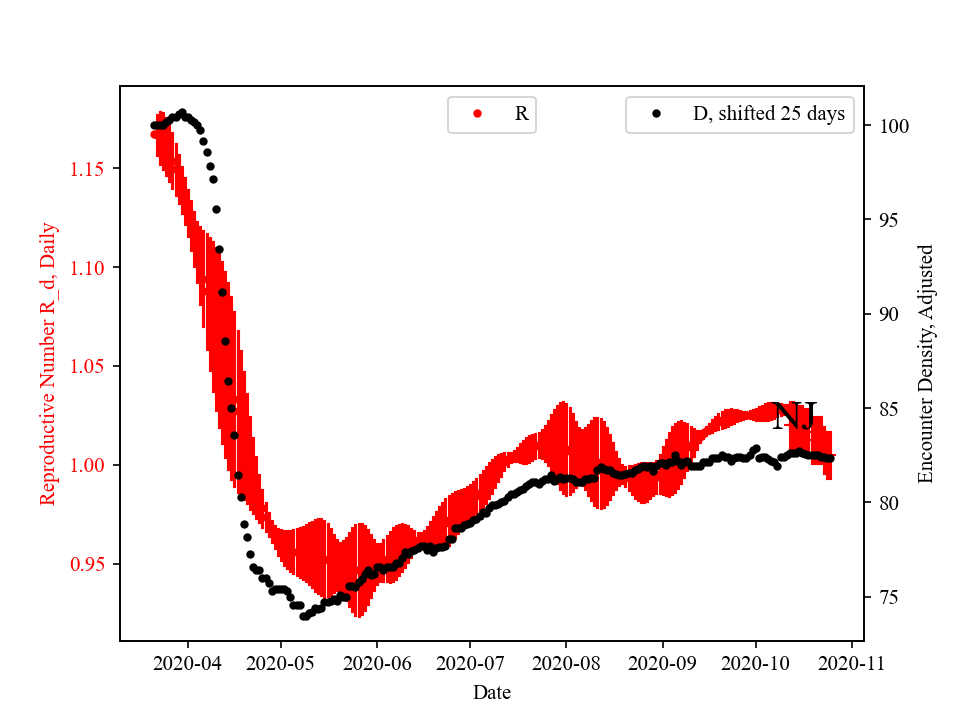 R
D, shifted 25 days
1.15
1.10
1.05
1.00
0.95
Reproductive Number R_d, Daily
100
95
90
85
80
75
Encounter Density, Adjusted
NJ
2020-04 2020-05 2020-06 2020-07 2020-08 2020-09 2020-10 2020-11
Date